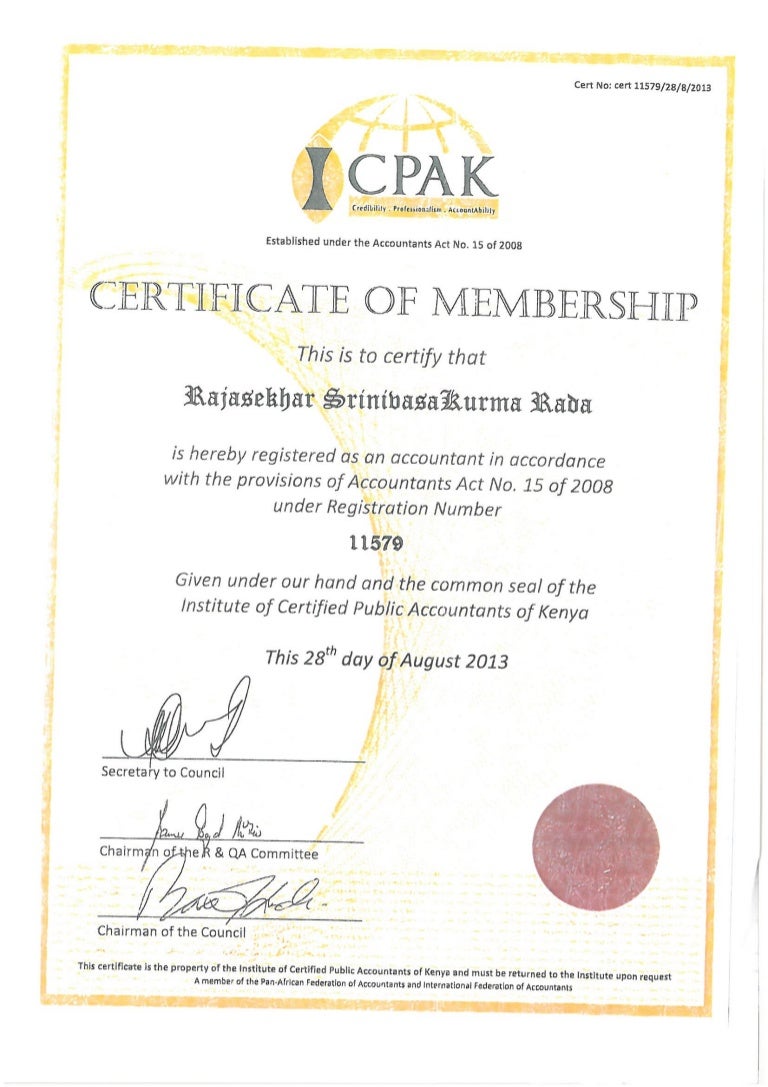 Cert No: cert 11579/28/8/2013
ICPAK
Credibility . Professionalism . AccountAbility
Established under the Accountants Act No. 15 of 2008
CERTIFICATE OF MEMBERSHIP
This is to certify that
Rajasekhar SrinivasaKurma Rada
is hereby registered as an accountant in accordance
with the provisions of Accountants Act No. 15 of 2008
under Registration Number
11579
Given under our hand and the common seal of the
Institute of Certified Public Accountants of Kenya
This 28th day of August 2013
Secretary to Council
Chairman of the R & QA Committee
Chairman of the Council
This certificate is the property of the Institute of Certified Public Accountants of Kenya and must be returned to the Institute upon request
A member of the Pan-African Federation of Accountants and International Federation of Accountants